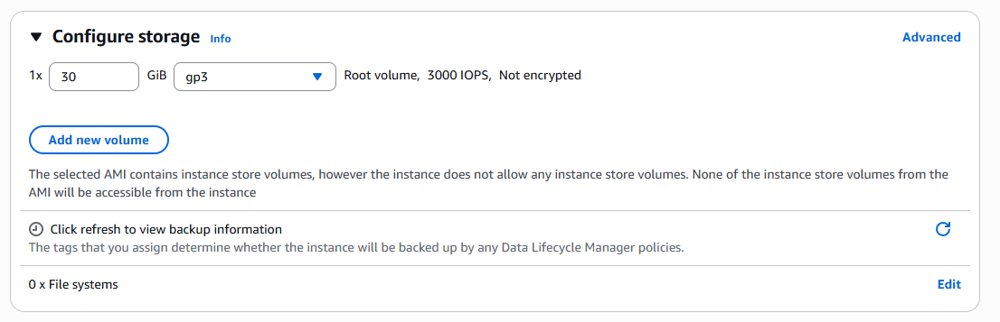 Configure storage Info Advanced
1x 30 GiB gp3 Root volume, 3000 IOPS, Not encrypted
Add new volume
The selected AMI contains instance store volumes, however the instance does not allow any instance store volumes. None of the instance store volumes from the
AMI will be accessible from the instance
Click refresh to view backup information
The tags that you assign determine whether the instance will be backed up by any Data Lifecycle Manager policies.
0 x File systems Edit